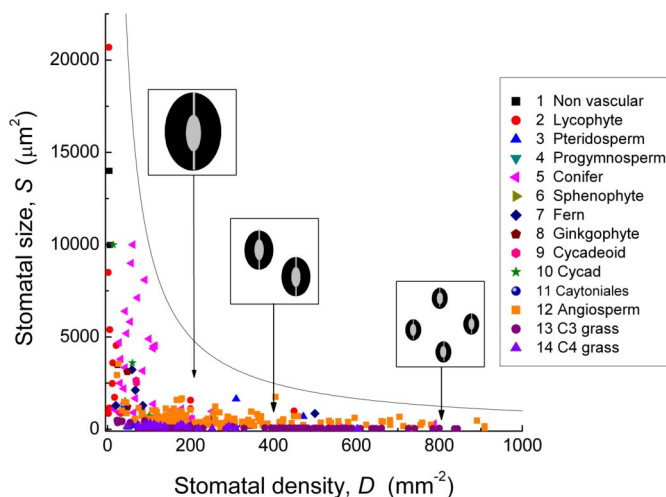 Stomatal size, S (μm²)
20000
15000
10000
5000
0
0 200 400 600 800 1000
Stomatal density, D (mm⁻²)
1 Non vascular
2 Lycophyte
3 Pteridosperm
4 Progymnosperm
5 Conifer
6 Sphenophyte
7 Fern
8 Ginkgophyte
9 Cycadeoid
10 Cycad
11 Caytoniales
12 Angiosperm
13 C3 grass
14 C4 grass